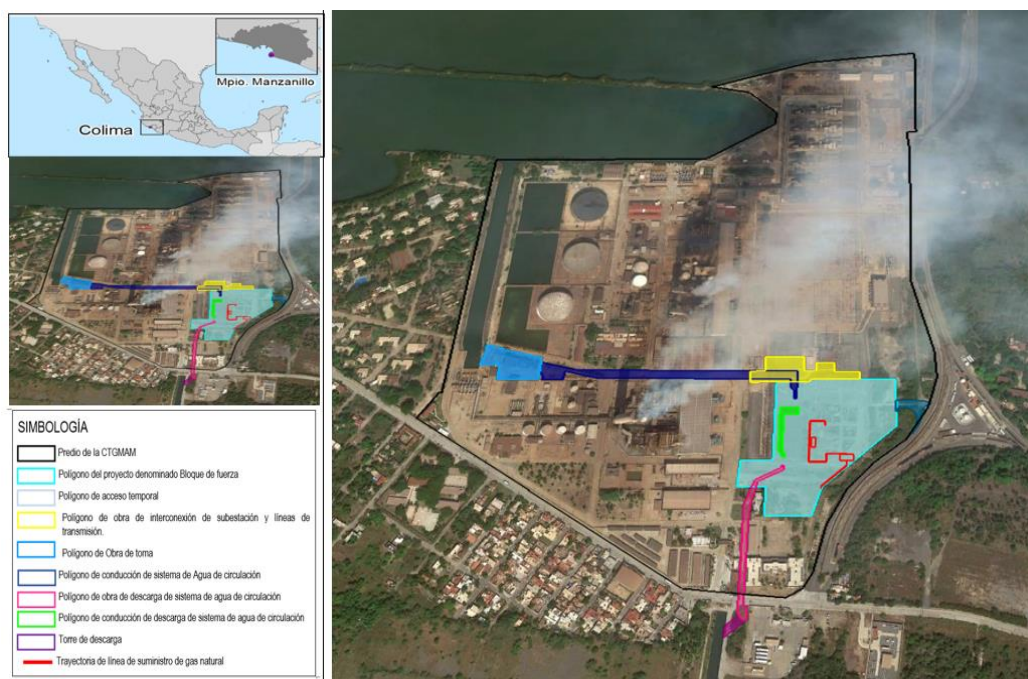 Mpio. Manzanillo
Colima
SIMBOLOGÍA
Predio de la CTGMAM
Polígono del proyecto denominado Bloque de fuerza
Polígono de acceso temporal
Polígono de obra de interconexión de subestación y líneas de
transmisión.
Polígono de Obra de toma
Polígono de conducción de sistema de Agua de circulación
Polígono de obra de descarga de sistema de agua de circulación
Polígono de conducción de descarga de sistema de agua de circulación
Torre de descarga
Trayectoria de línea de suministro de gas natural